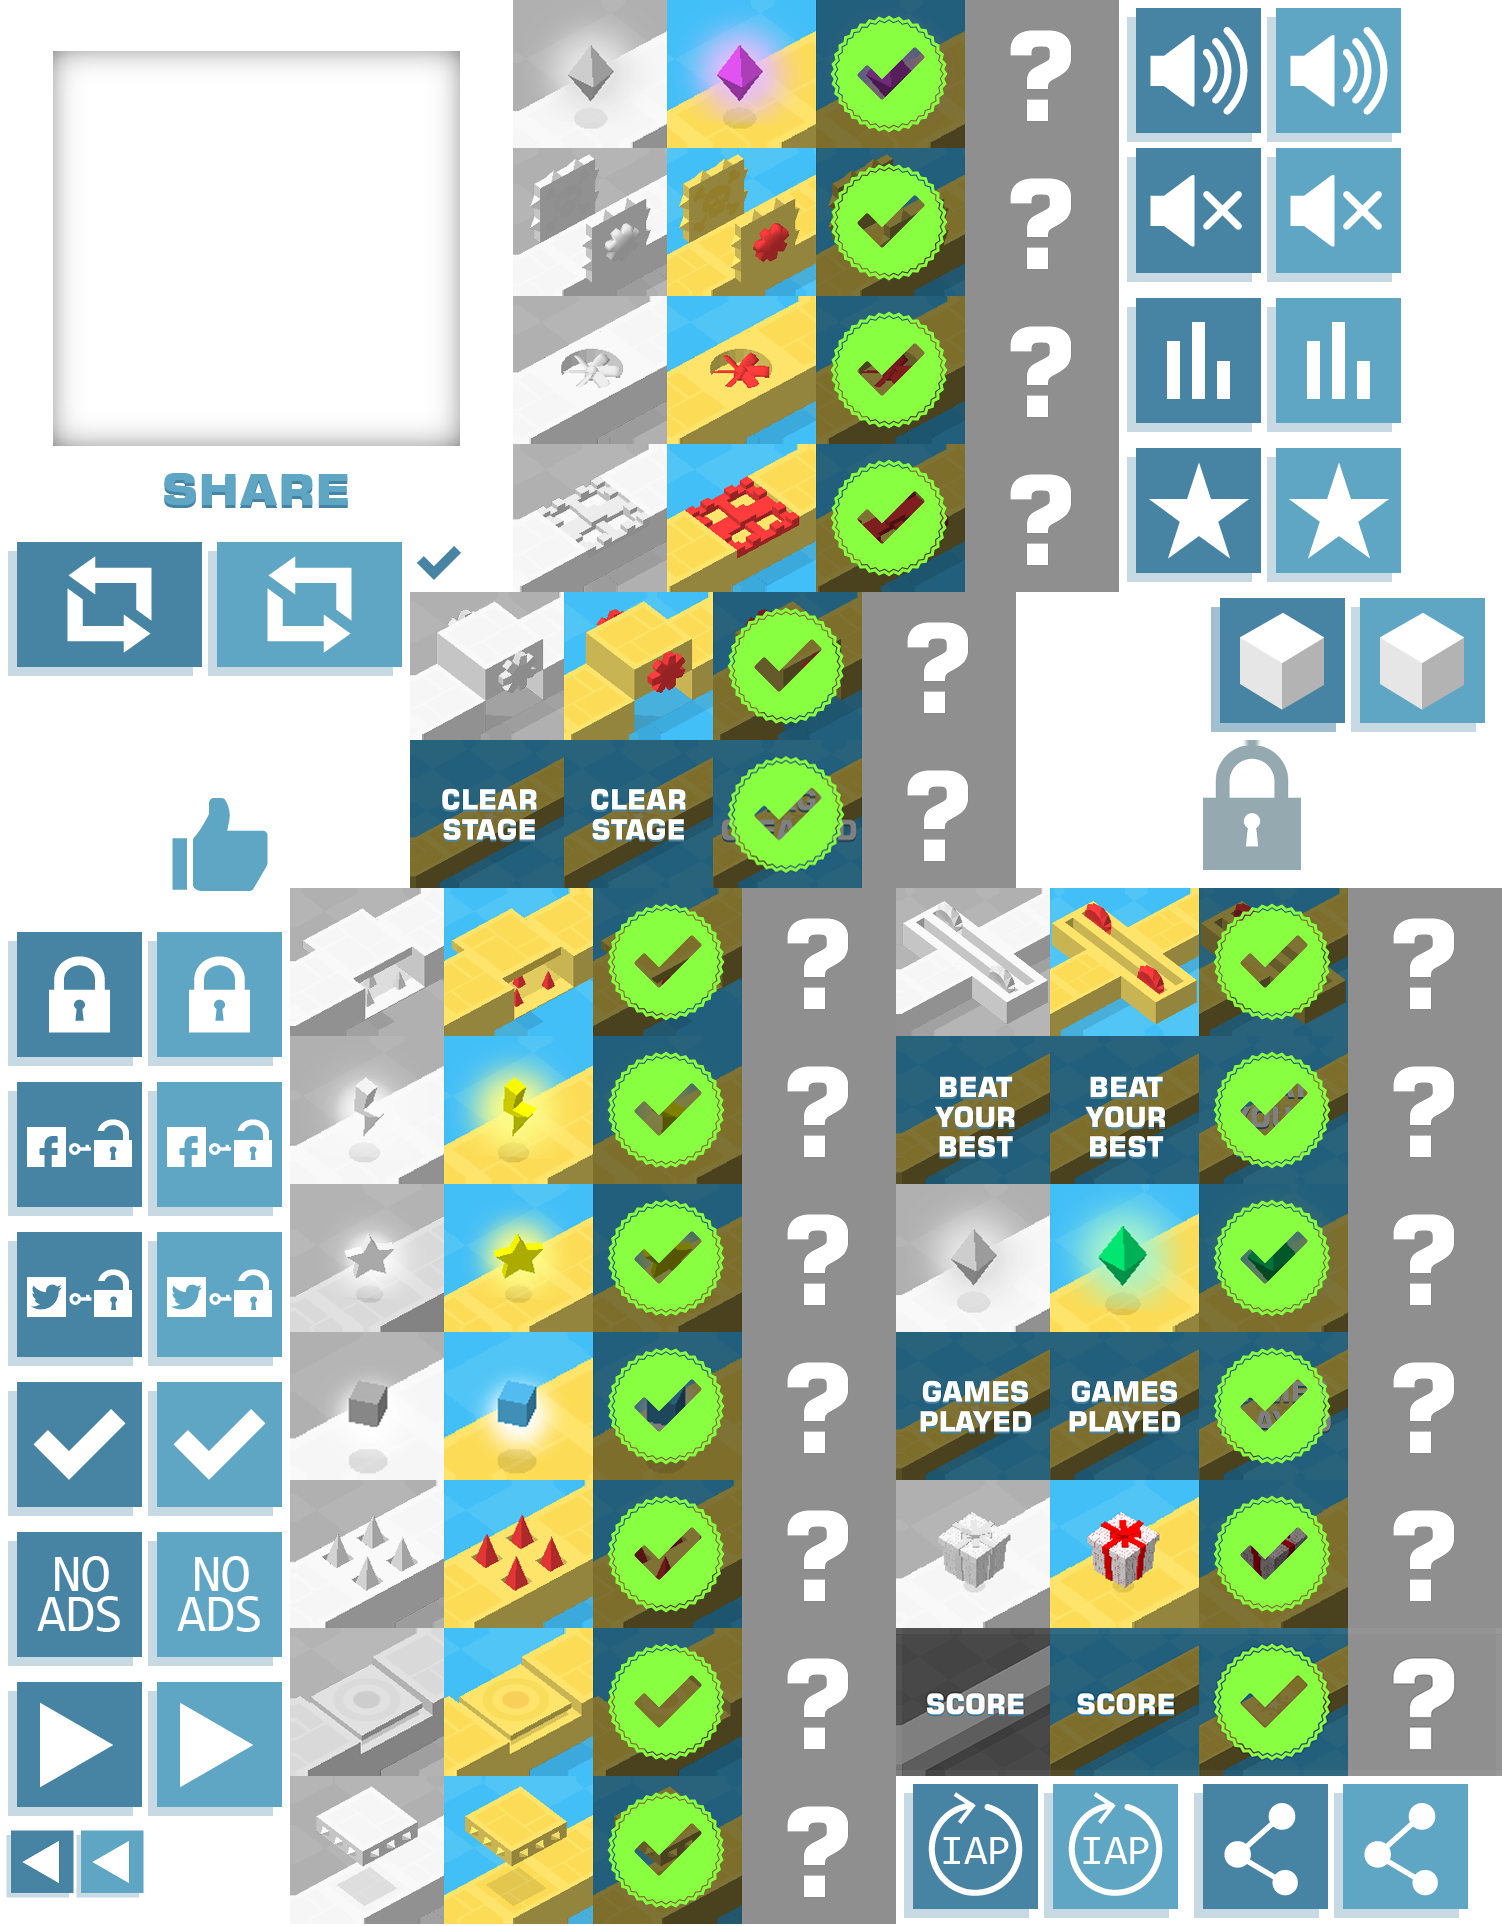 ?
?
?
SHARE
?
?
CLEAR
STAGE
CLEAR
STAGE
?
?
?
BEAT
YOUR
BEST
BEAT
YOUR
BEST
?
?
?
?
?
GAMES
PLAYED
GAMES
PLAYED
?
NO
ADS
NO
ADS
?
?
?
SCORE
SCORE
?
?
IAP
IAP